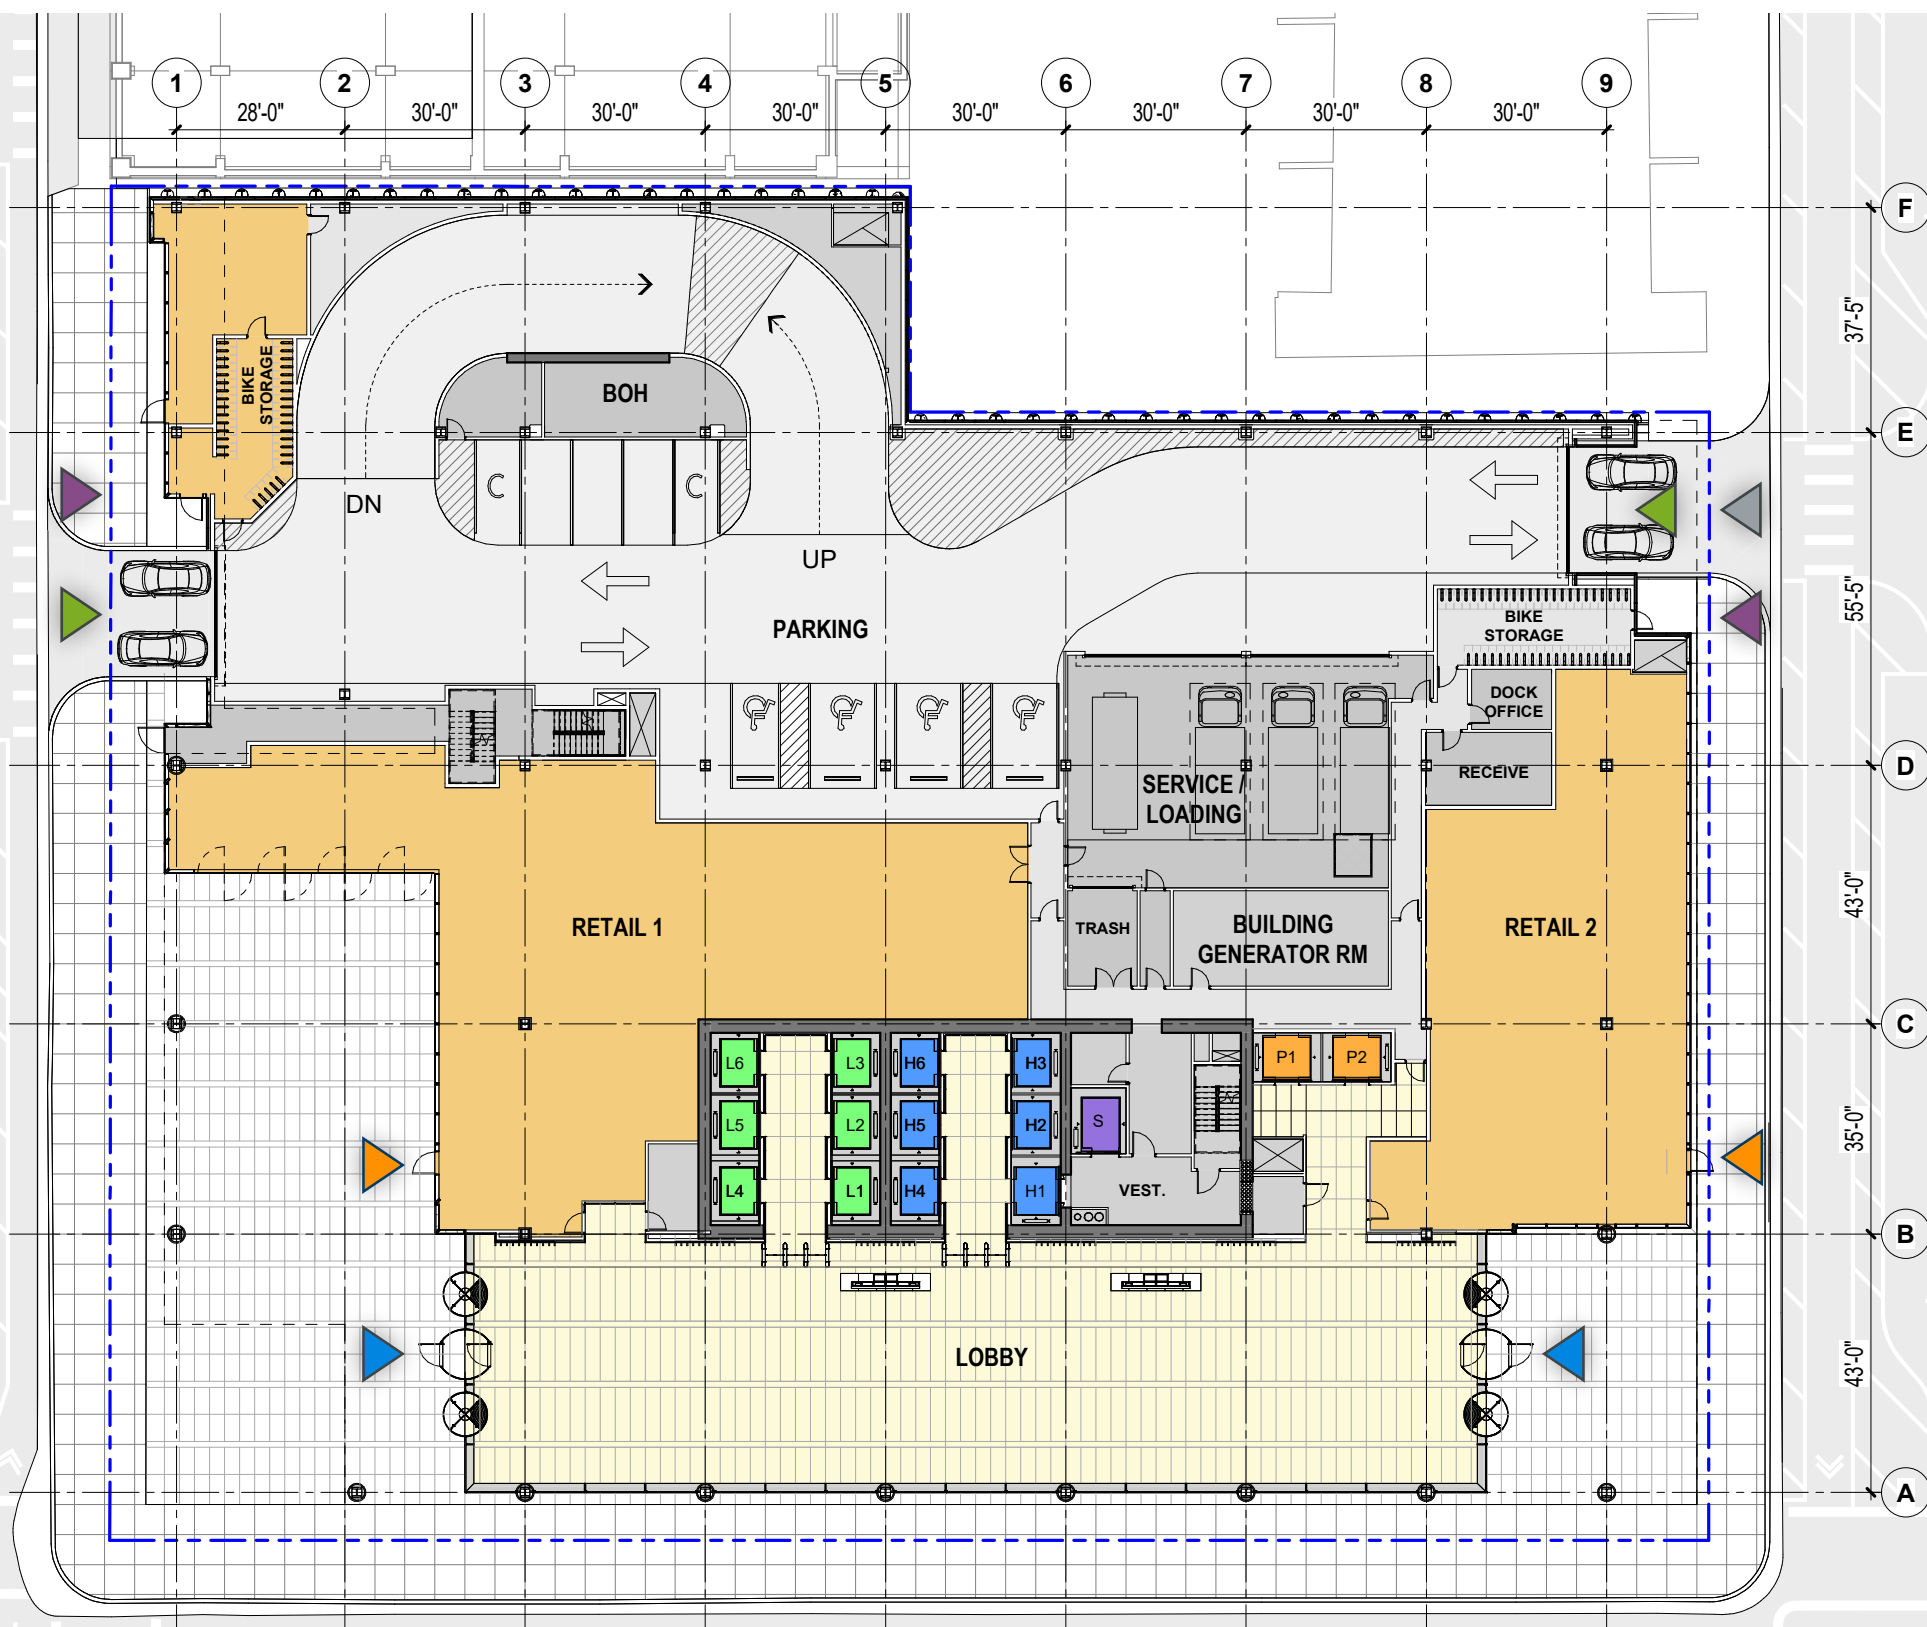 1 2 3 4 5 6 7 8 9
28'-0" 30'-0" 30'-0" 30'-0" 30'-0" 30'-0" 30'-0" 30'-0"
F
37'-5"
BIKE
STORAGE
BOH
E
C C
DN
UP
55'-5"
BIKE
STORAGE
PARKING
DOCK
OFFICE
RECEIVE
D
SERVICE /
LOADING
43'-0"
RETAIL 1
TRASH
BUILDING
GENERATOR RM
RETAIL 2
C
L6 L3 H6 H3 P1 P2
L5 L2 H5 H2 S
35'-0"
L4 L1 H4 H1 VEST.
B
LOBBY
43'-0"
A